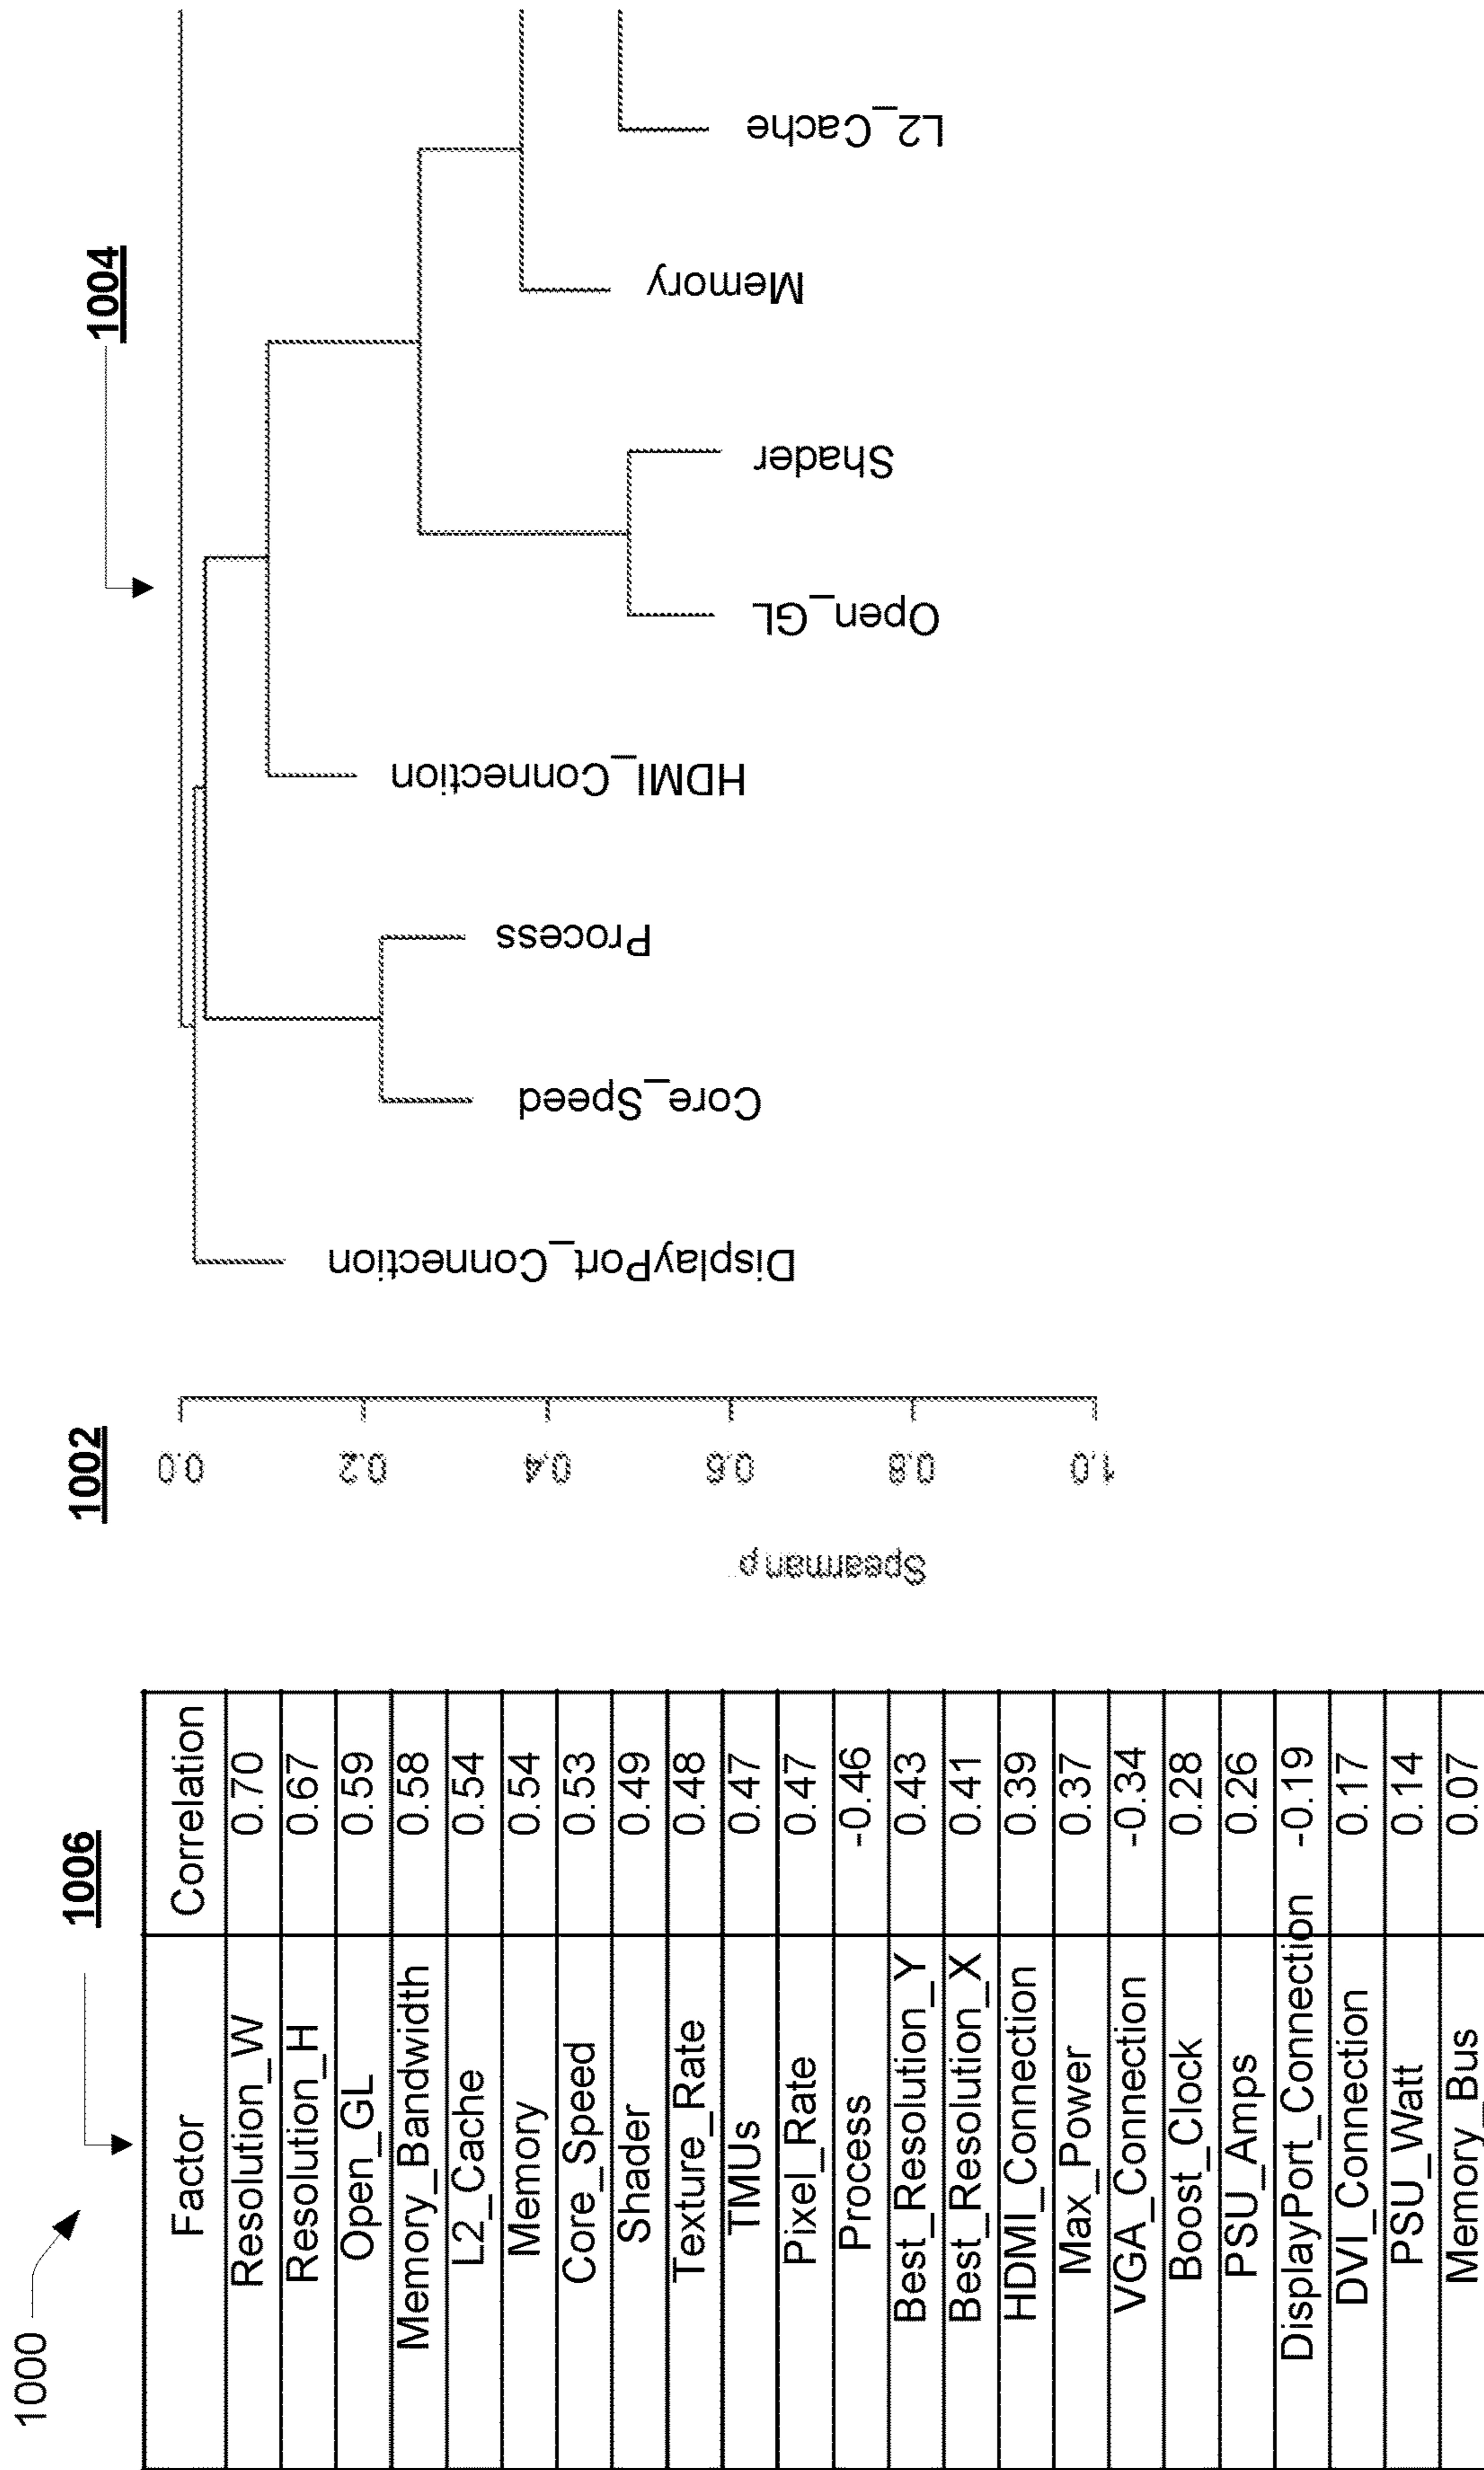 1000
1006
Factor Correlation
Resolution_W 0.70
Resolution_H 0.67
Open_GL 0.59
Memory_Bandwidth 0.58
L2_Cache 0.54
Memory 0.54
Core_Speed 0.53
Shader 0.49
Texture_Rate 0.48
TMUs 0.47
Pixel_Rate 0.47
Process -0.46
Best_Resolution_Y 0.43
Best_Resolution_X 0.41
HDMI_Connection 0.39
Max_Power 0.37
VGA_Connection -0.34
Boost_Clock 0.28
PSU_Amps 0.26
DisplayPort_Connection -0.19
DVI_Connection 0.17
PSU_Watt 0.14
Memory_Bus 0.07
1002
Spearman ρ
0.0
0.2
0.4
0.6
0.8
1.0
1004
DisplayPort_Connection
Core_Speed
Process
HDMI_Connection
Open_GL
Shader
Memory
L2_Cache